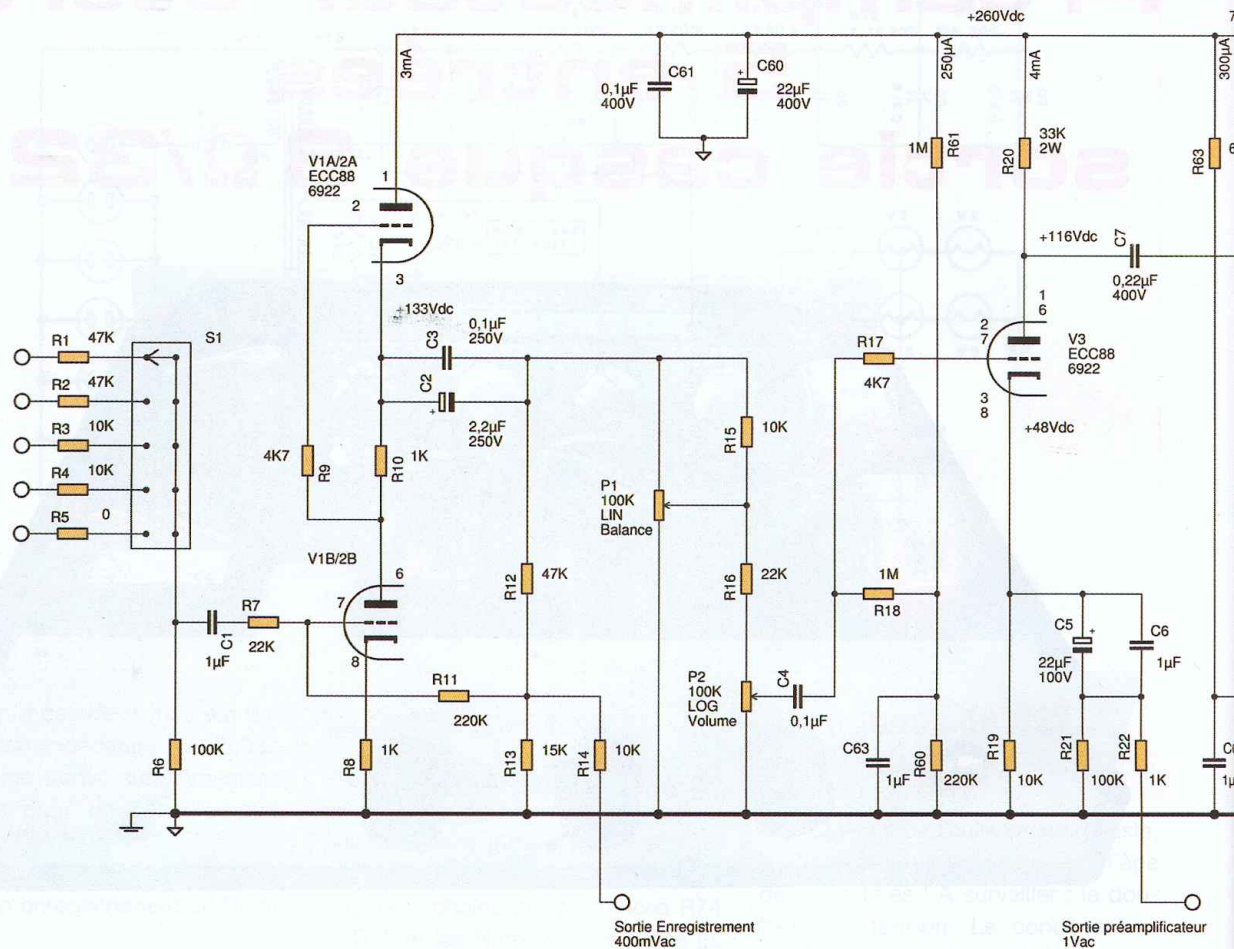 +260Vdc
7
3mA
C61
0,1µF
400V
C60
22µF
400V
250µA
4mA
300µA
V1A/2A
ECC88
6922
1
2
3
1M
R61
R20
33K
2W
R63
6
+133Vdc
+116Vdc
C7
0,22µF
400V
S1
R1 47K
R2 47K
R3 10K
R4 10K
R5 0
C3
0,1µF
250V
C2
+
2,2µF
250V
4K7
R9
R10
1K
R15
10K
R17
4K7
1
6
2
7
3
8
V3
ECC88
6922
+48Vdc
P1
100K
LIN
Balance
V1B/2B
6
7
8
R12
47K
R16
22K
1M
R18
C1
1µF
R7
22K
R11
220K
C5
+
22µF
100V
C6
1µF
P2
100K
LOG
Volume
C4
0,1µF
R6
100K
R8
1K
R13
15K
R14
10K
C63
1µF
R60
220K
R19
10K
R21
100K
R22
1K
Sortie Enregistrement
400mVac
Sortie préamplificateur
1Vac
sortie casque